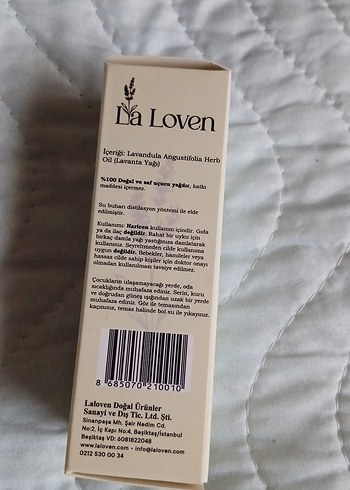 La Loven
İçeriği: Lavandula Angustifolia Herb
Oil (Lavanta Yağı)
%100 Doğal ve saf uçucu yağdır, katkı
maddesi içermez.
Su buharı distilasyon yöntemi ile elde
edilmiştir.
Kullanımı: Haricen kullanım içindir. Gıda
ya da ilaç değildir. Rahat bir uyku için
birkaç damla yağı yastığınıza damlatarak
kullanınız. Seyreltmeden cilde kullanıma
uygun değildir. Bebekler, hamileler veya
hassas cilde sahip kişiler için doktor onayı
olmadan kullanılması tavsiye edilmez.
Çocukların ulaşamayacağı yerde, oda
sıcaklığında muhafaza ediniz. Serin, kuru
ve doğrudan güneş ışığından uzak bir yerde
muhafaza ediniz. Göz ile temasından
kaçınınız, temas halinde bol su ile yıkayınız.
8 685070 210010
Laloven Doğal Ürünler
Sanayi ve Dış Tic. Ltd. Şti.
Sinanpaşa Mh. Şair Nedim Cd.
No:2, İç Kapı No:4, Beşiktaş/İstanbul
Beşiktaş VD: 6081822048
www.laloven.com - info@laloven.com
0212 530 00 34